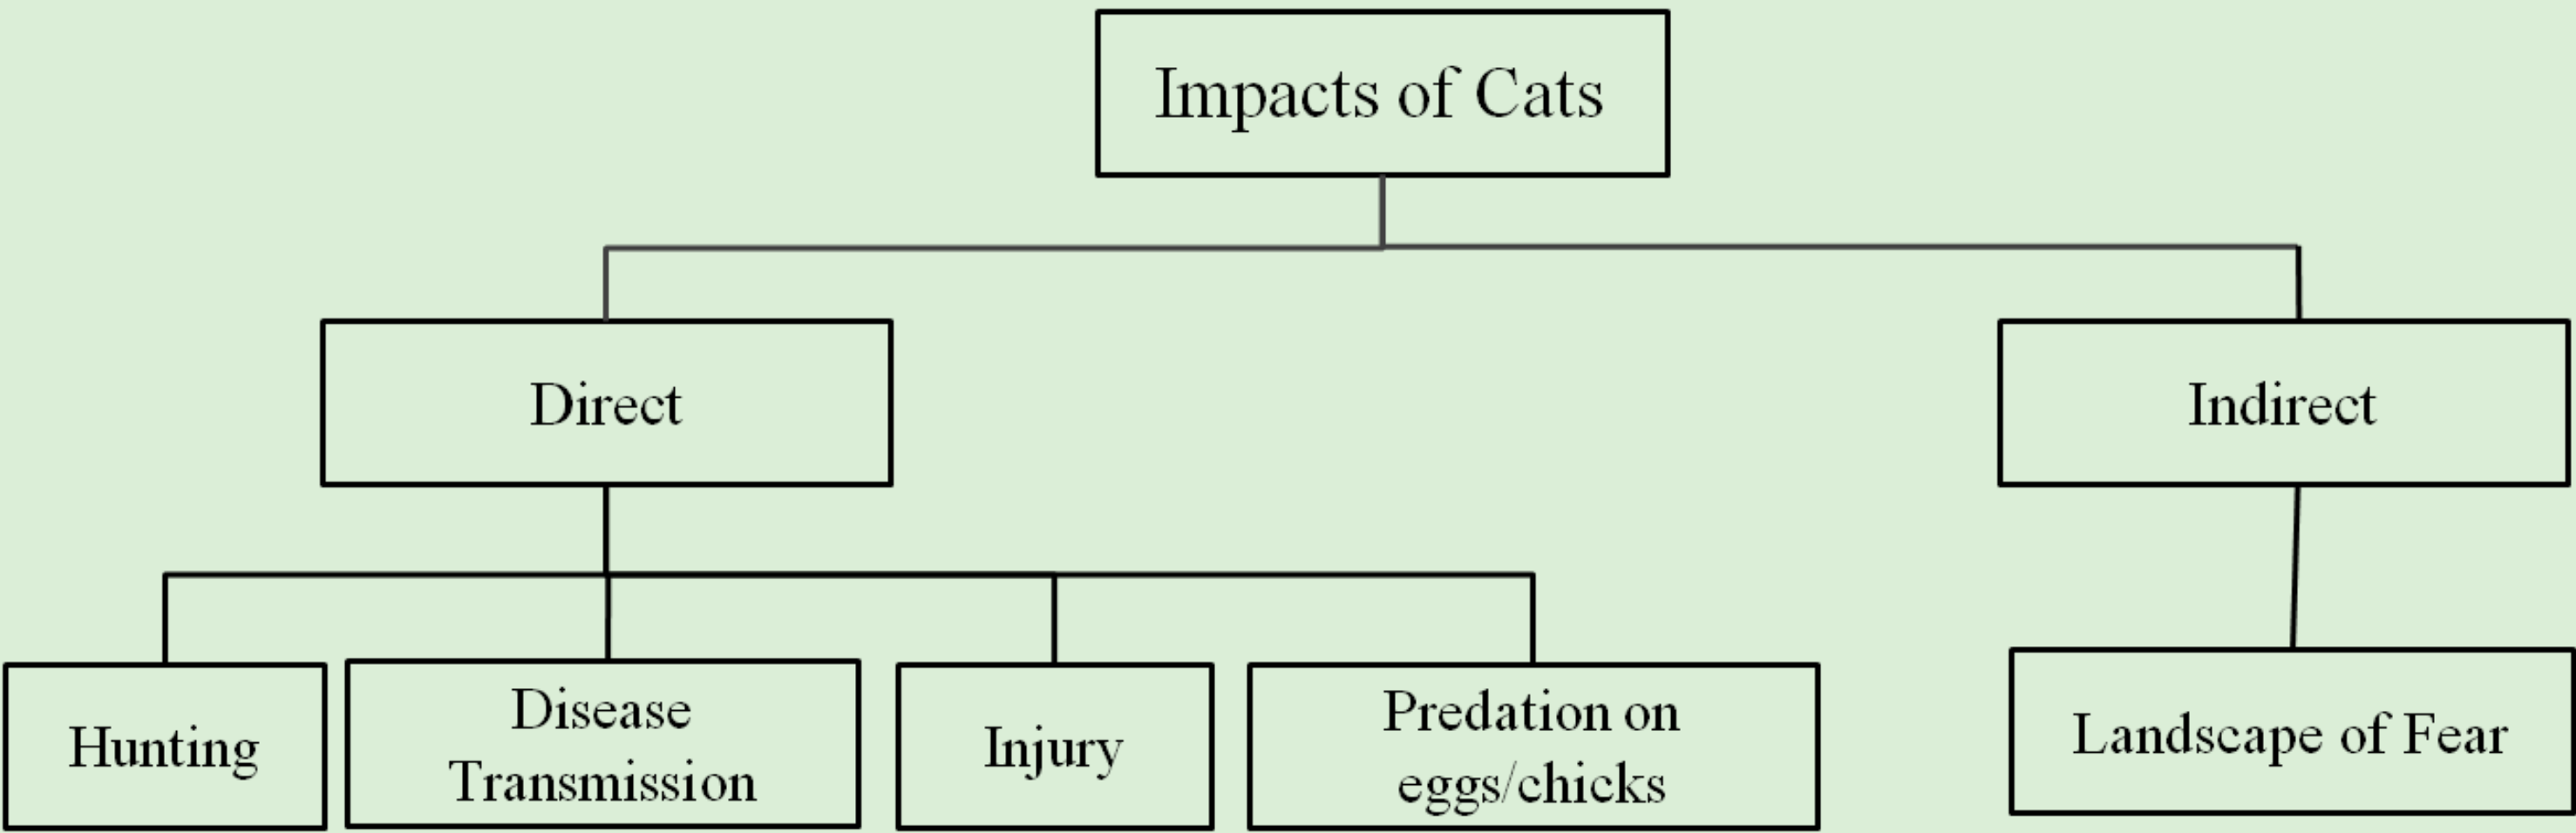 Impacts of Cats
Direct
Indirect
Hunting
Disease
Transmission
Injury
Predation on
eggs/chicks
Landscape of Fear